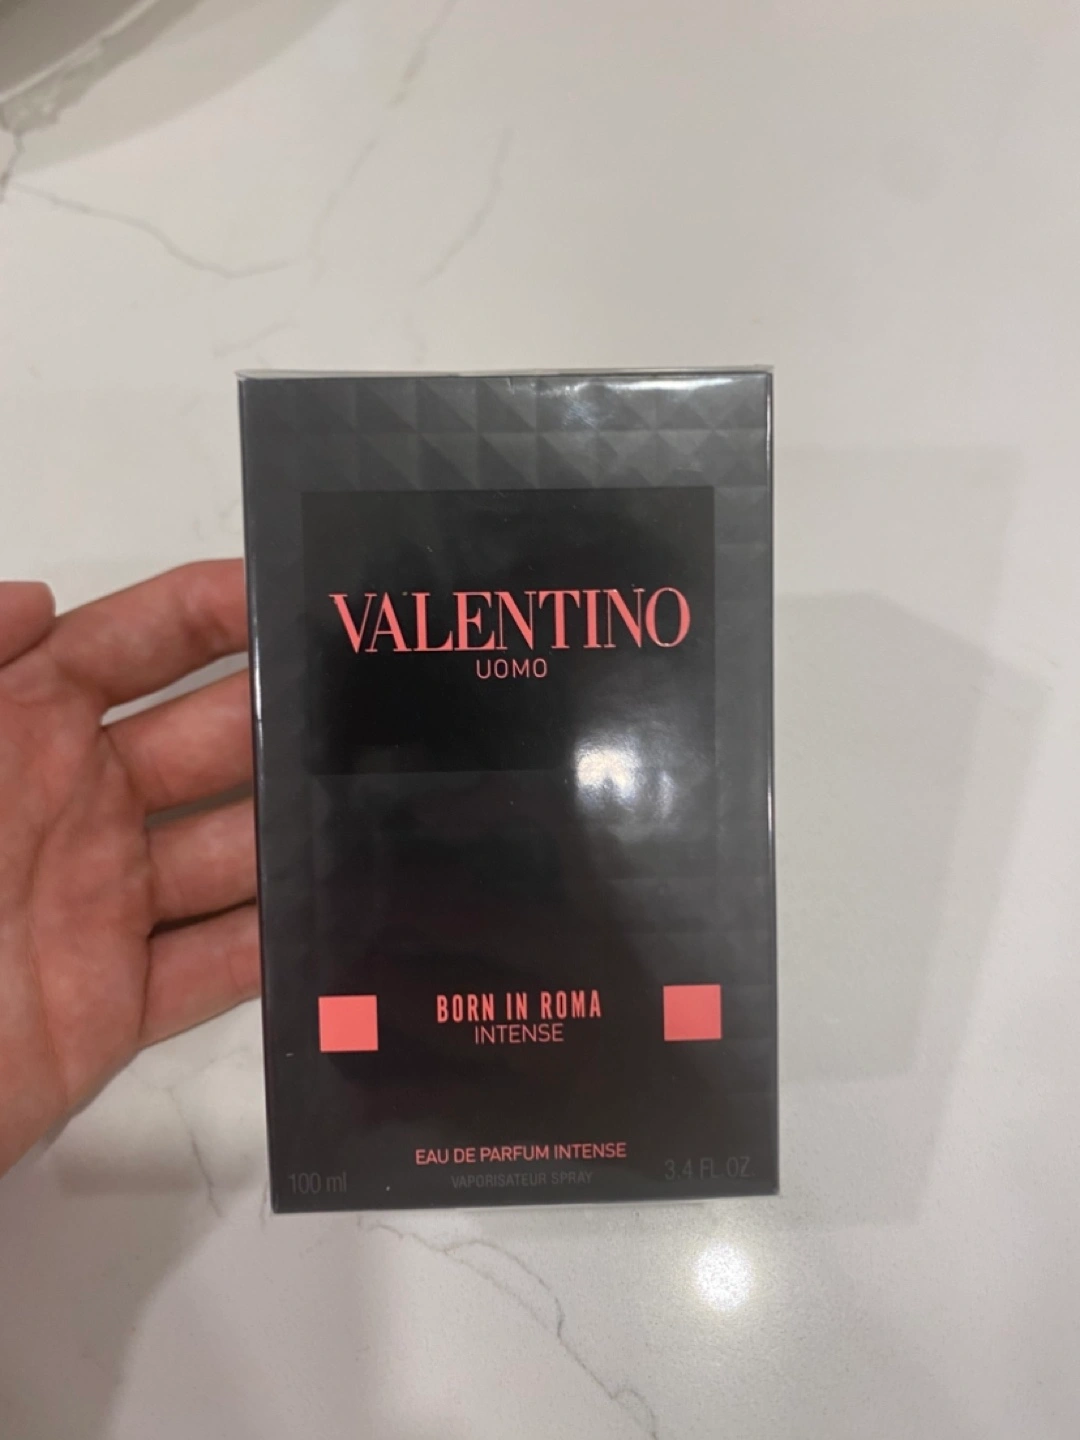 VALENTINO
UOMO
BORN IN ROMA
INTENSE
EAU DE PARFUM INTENSE
100 ml VAPORISATEUR SPRAY 3.4 FL.OZ.